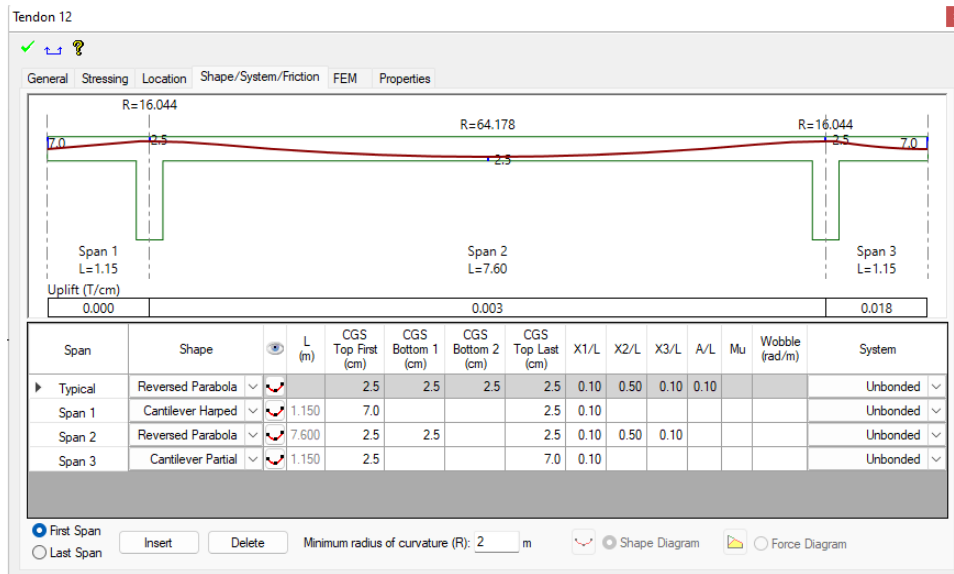 Tendon 12
General Stressing Location Shape/System/Friction FEM Properties
R=16.044 R=64.178 R=16.044
7.0 2.5 2.5 2.5 7.0
Span 1 Span 2 Span 3
L=1.15 L=7.60 L=1.15
Uplift (T/cm)
0.000 0.003 0.018
Span Shape L (m) CGS Top First (cm) CGS Bottom 1 (cm) CGS Bottom 2 (cm) CGS Top Last (cm) X1/L X2/L X3/L A/L Mu Wobble (rad/m) System
Typical Reversed Parabola 2.5 2.5 2.5 2.5 0.10 0.50 0.10 0.10 Unbonded
Span 1 Cantilever Harped 1.150 7.0 2.5 0.10 Unbonded
Span 2 Reversed Parabola 7.600 2.5 2.5 2.5 0.10 0.50 0.10 Unbonded
Span 3 Cantilever Partial 1.150 2.5 7.0 0.10 Unbonded
First Span
Last Span
Insert Delete Minimum radius of curvature (R): 2 m Shape Diagram Force Diagram